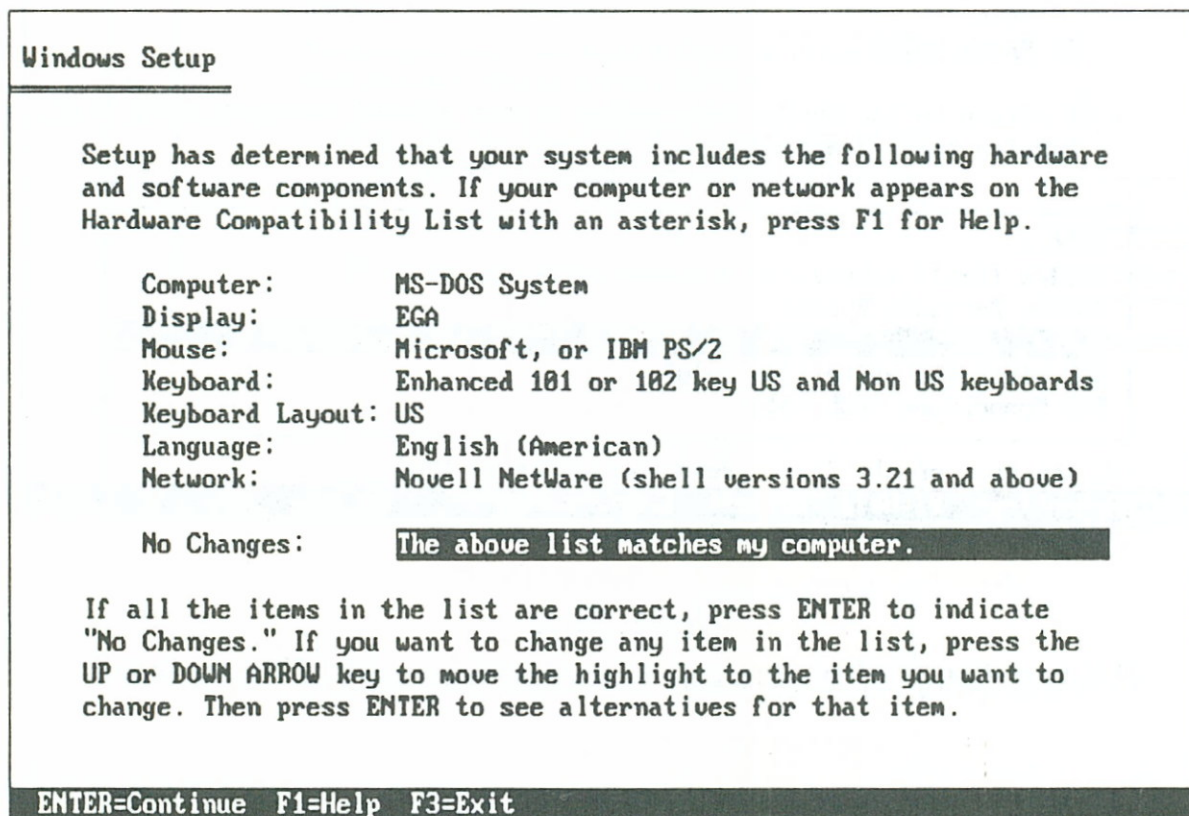 Windows Setup
Setup has determined that your system includes the following hardware
and software components. If your computer or network appears on the
Hardware Compatibility List with an asterisk, press F1 for Help.
Computer: MS-DOS System
Display: EGA
Mouse: Microsoft, or IBM PS/2
Keyboard: Enhanced 101 or 102 key US and Non US keyboards
Keyboard Layout: US
Language: English (American)
Network: Novell NetWare (shell versions 3.21 and above)
No Changes: The above list matches my computer.
If all the items in the list are correct, press ENTER to indicate
"No Changes." If you want to change any item in the list, press the
UP or DOWN ARROW key to move the highlight to the item you want to
change. Then press ENTER to see alternatives for that item.
ENTER=Continue F1=Help F3=Exit